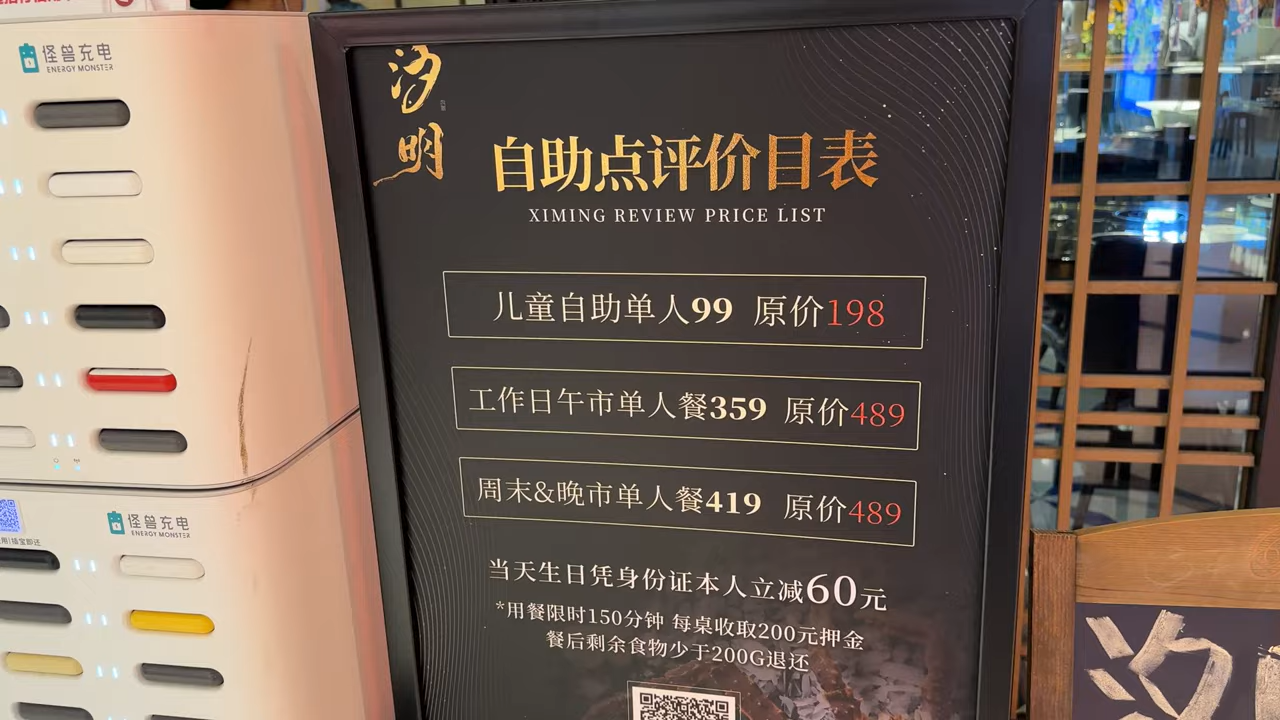 怪兽充电
ENERGY MONSTER
汐
明
自助点评价目表
XIMING REVIEW PRICE LIST
儿童自助单人99 原价198
工作日午市单人餐359 原价489
周末&晚市单人餐419 原价489
当天生日凭身份证本人立减60元
*用餐限时150分钟 每桌收取200元押金
餐后剩余食物少于200G退还
怪兽充电
ENERGY MONSTER
汐